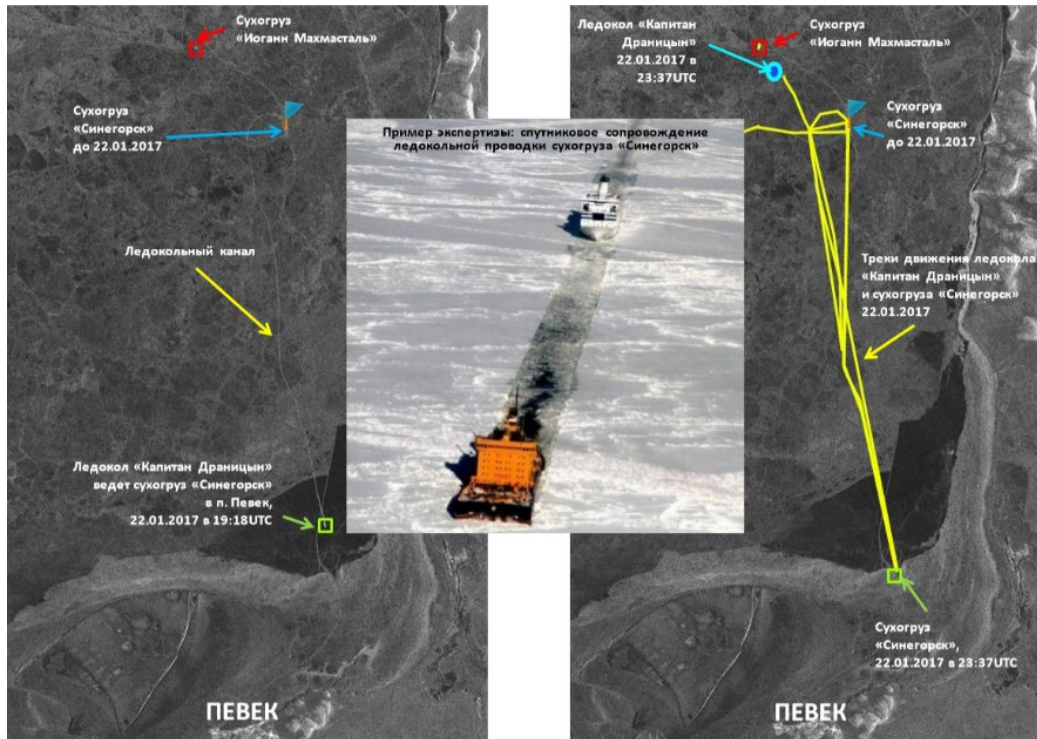 Сухогруз
«Иоганн Махмасталь»
Сухогруз
«Синегорск»
до 22.01.2017
Ледокольный канал
Ледокол «Капитан Драницын»
ведет сухогруз «Синегорск»
в п. Певек,
22.01.2017 в 19:18UTC
ПЕВЕК
Пример экспертизы: спутниковое сопровождение
ледокольной проводки сухогруза «Синегорск»
Ледокол «Капитан
Драницын»
22.01.2017 в
23:37UTC
Сухогруз
«Иоганн Махмасталь»
Сухогруз
«Синегорск»
до 22.01.2017
Треки движения ледокола
«Капитан Драницын»
и сухогруза «Синегорск»
22.01.2017
Сухогруз
«Синегорск»,
22.01.2017 в 23:37UTC
ПЕВЕК